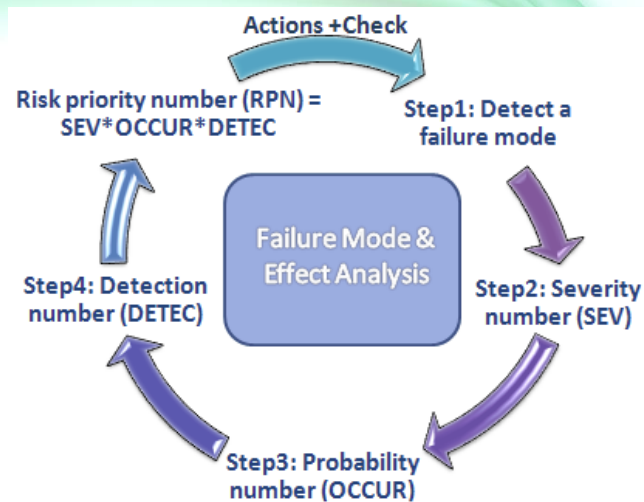 Actions +Check
Step1: Detect a
failure mode
Step2: Severity
number (SEV)
Step3: Probability
number (OCCUR)
Step4: Detection
number (DETEC)
Risk priority number (RPN) =
SEV*OCCUR*DETEC
Failure Mode &
Effect Analysis